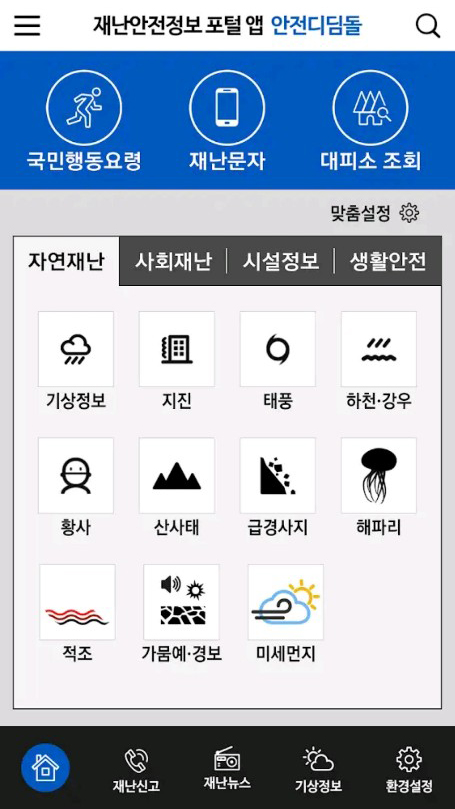 재난안전정보 포털 앱 안전디딤돌
국민행동요령 재난문자 대피소 조회
맞춤설정
자연재난 사회재난 시설정보 생활안전
기상정보 지진 태풍 하천·강우
황사 산사태 급경사지 해파리
적조 가뭄예·경보 미세먼지
재난신고 재난뉴스 기상정보 환경설정